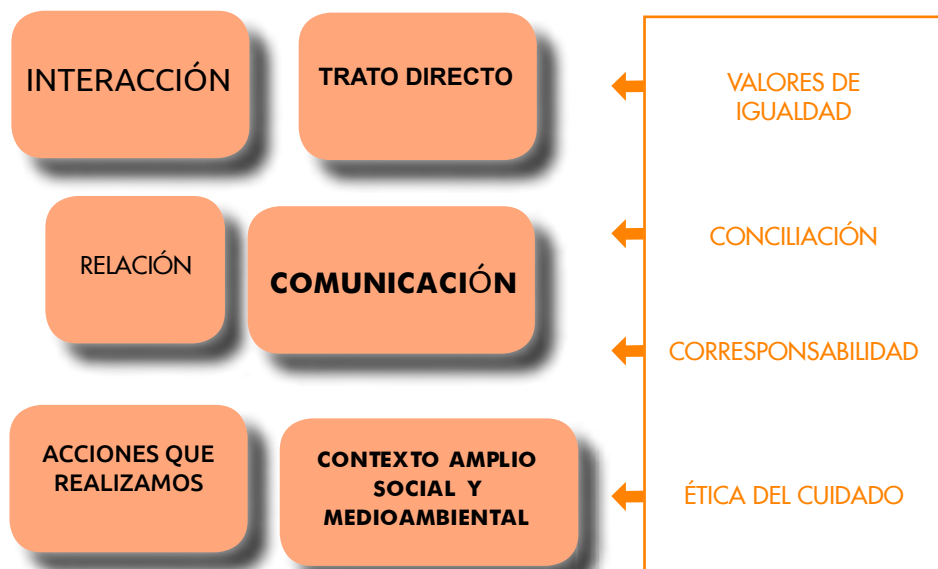 INTERACCIÓN
TRATO DIRECTO
VALORES DE
IGUALDAD
RELACIÓN
COMUNICACIÓN
CONCILIACIÓN
CORRESPONSABILIDAD
ACCIONES QUE
REALIZAMOS
CONTEXTO AMPLIO
SOCIAL Y
MEDIOAMBIENTAL
ÉTICA DEL CUIDADO